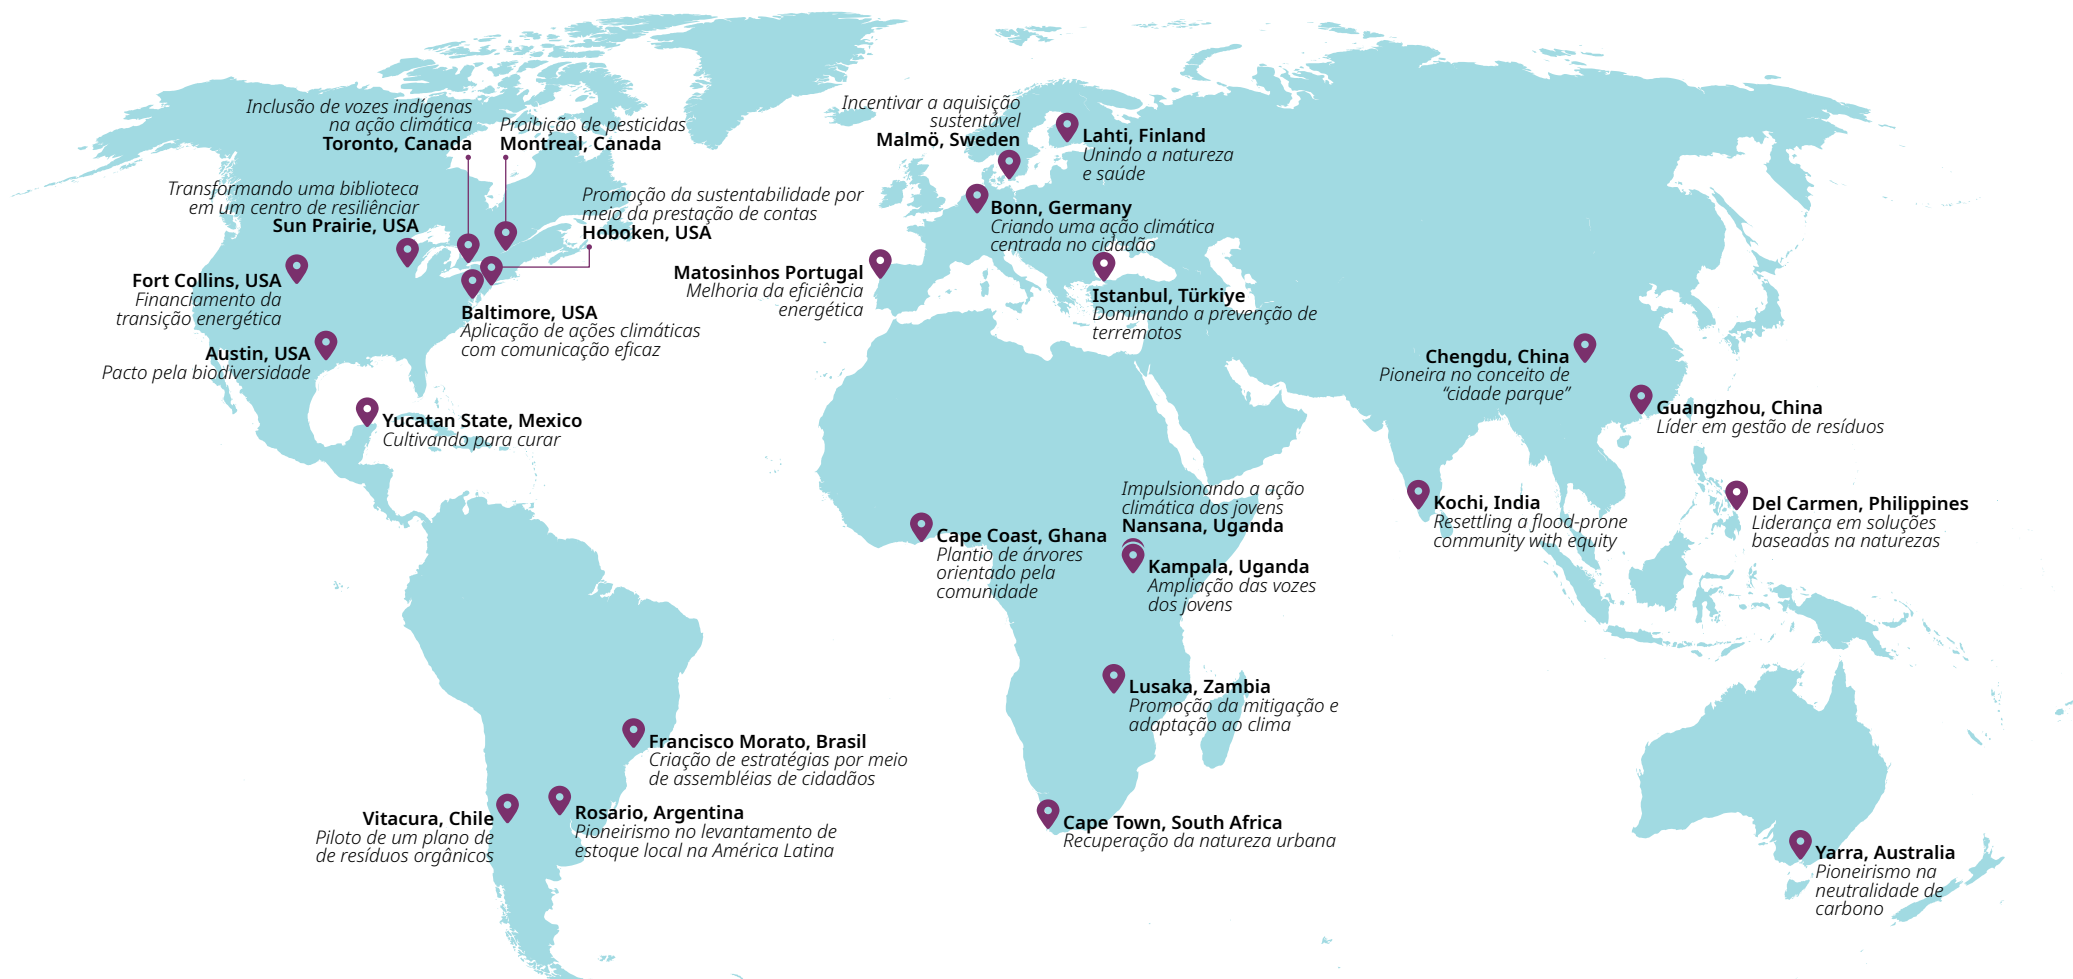 Inclusão de vozes indígenas
na ação climática
Toronto, Canada
Proibição de pesticidas
Montreal, Canada
Transformando uma biblioteca
em um centro de resiliênciar
Sun Prairie, USA
Promoção da sustentabilidade por
meio da prestação de contas
Hoboken, USA
Fort Collins, USA
Financiamento da
transição energética
Baltimore, USA
Aplicação de ações climáticas
com comunicação eficaz
Austin, USA
Pacto pela biodiversidade
Yucatan State, Mexico
Cultivando para curar
Incentivar a aquisição
sustentável
Malmö, Sweden
Lahti, Finland
Unindo a natureza
e saúde
Bonn, Germany
Criando uma ação climática
centrada no cidadão
Matosinhos Portugal
Melhoria da eficiência
energética
Istanbul, Türkiye
Dominando a prevenção de
terremotos
Chengdu, China
Pioneira no conceito de
“cidade parque”
Guangzhou, China
Líder em gestão de resíduos
Kochi, India
Resettling a flood-prone
community with equity
Del Carmen, Philippines
Liderança em soluções
baseadas na naturezas
Impulsionando a ação
climática dos jovens
Nansana, Uganda
Cape Coast, Ghana
Plantio de árvores
orientado pela
comunidade
Kampala, Uganda
Ampliação das vozes
dos jovens
Lusaka, Zambia
Promoção da mitigação e
adaptação ao clima
Francisco Morato, Brasil
Criação de estratégias por meio
de assembléias de cidadãos
Vitacura, Chile
Piloto de um plano de
de resíduos orgânicos
Rosario, Argentina
Pioneirismo no levantamento de
estoque local na América Latina
Cape Town, South Africa
Recuperação da natureza urbana
Yarra, Australia
Pioneirismo na
neutralidade de
carbono